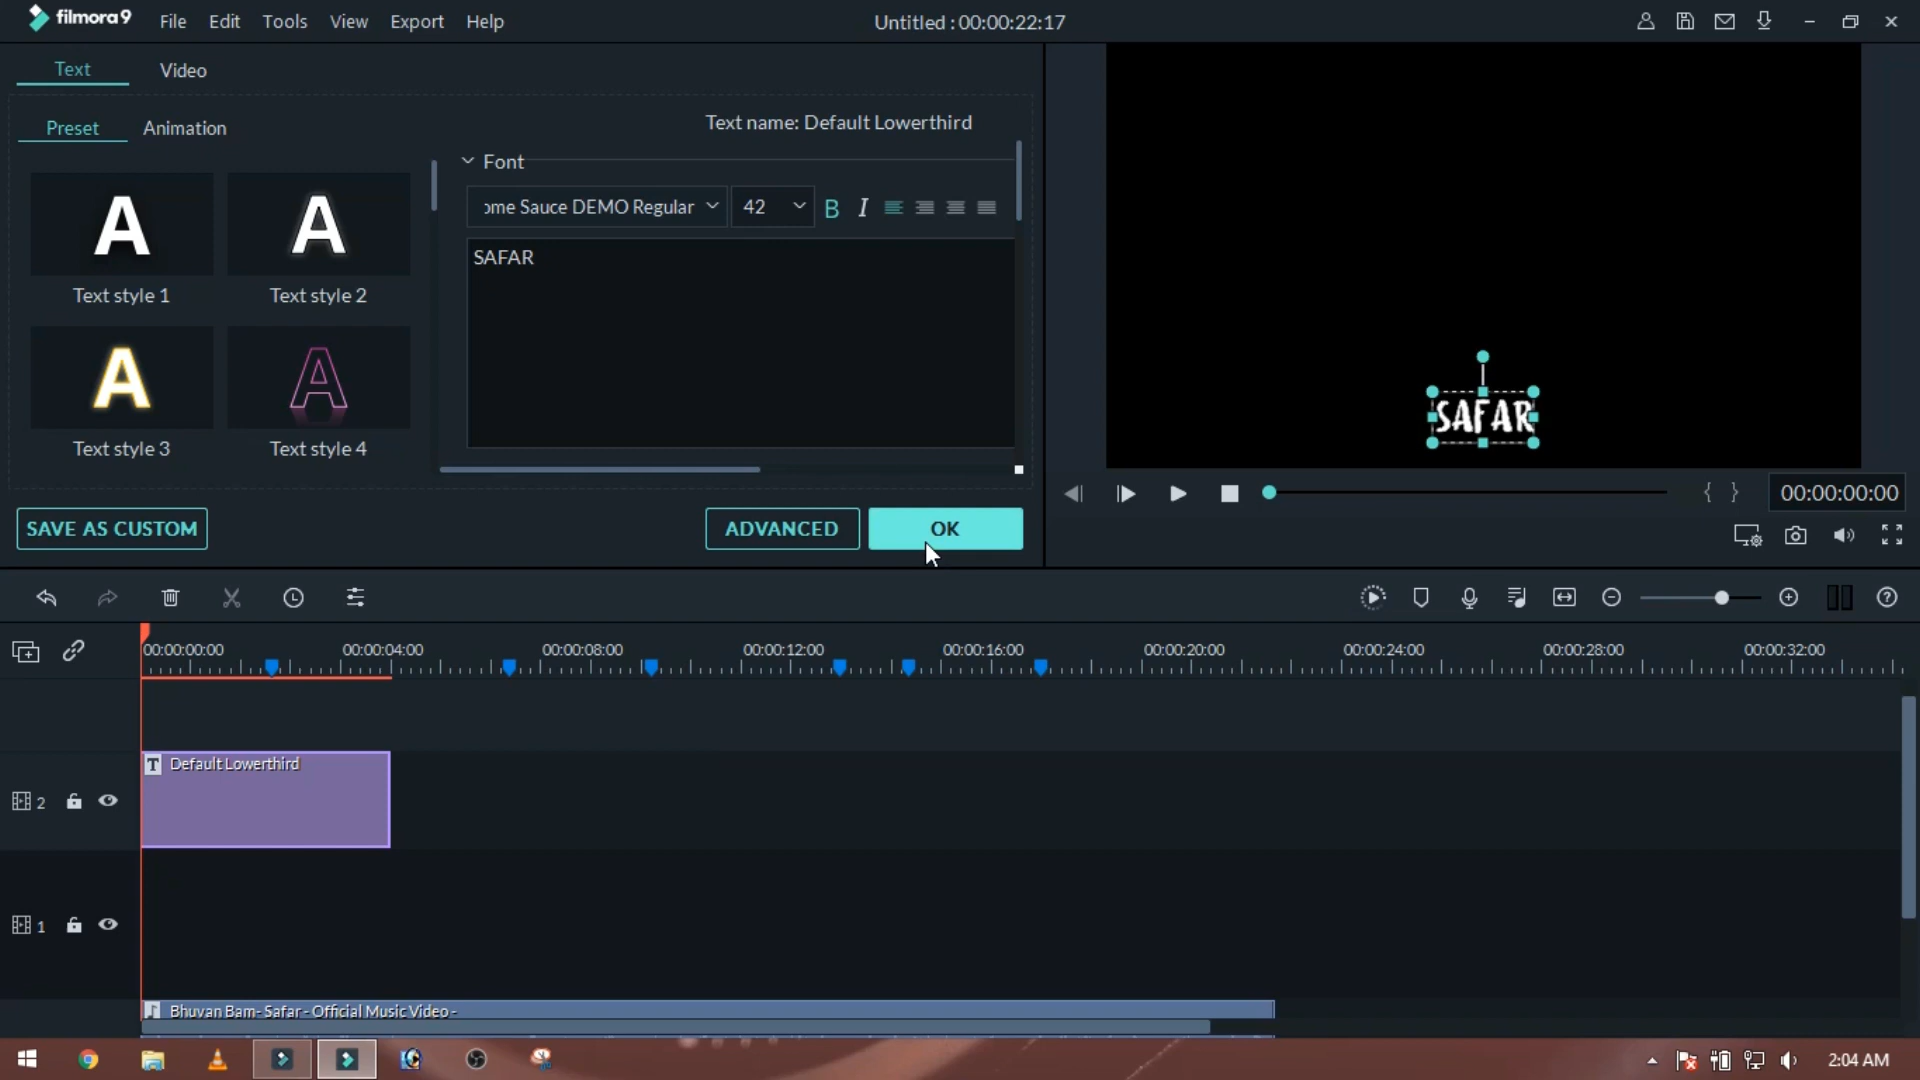 filmora9
File Edit Tools View Export Help
Untitled : 00:00:22:17
Text Video
Preset Animation
Text name: Default Lowerthird
Font
ome Sauce DEMO Regular 42 B I
SAFAR
A A
Text style 1 Text style 2
A A
Text style 3 Text style 4
SAFAR
SAVE AS CUSTOM ADVANCED OK
{ } 00:00:00:00
00:00:00:00 00:00:04:00 00:00:08:00 00:00:12:00 00:00:16:00 00:00:20:00 00:00:24:00 00:00:28:00 00:00:32:00
T Default Lowerthird
2
1
Bhuvan Bam- Safar - Official Music Video -
2:04 AM